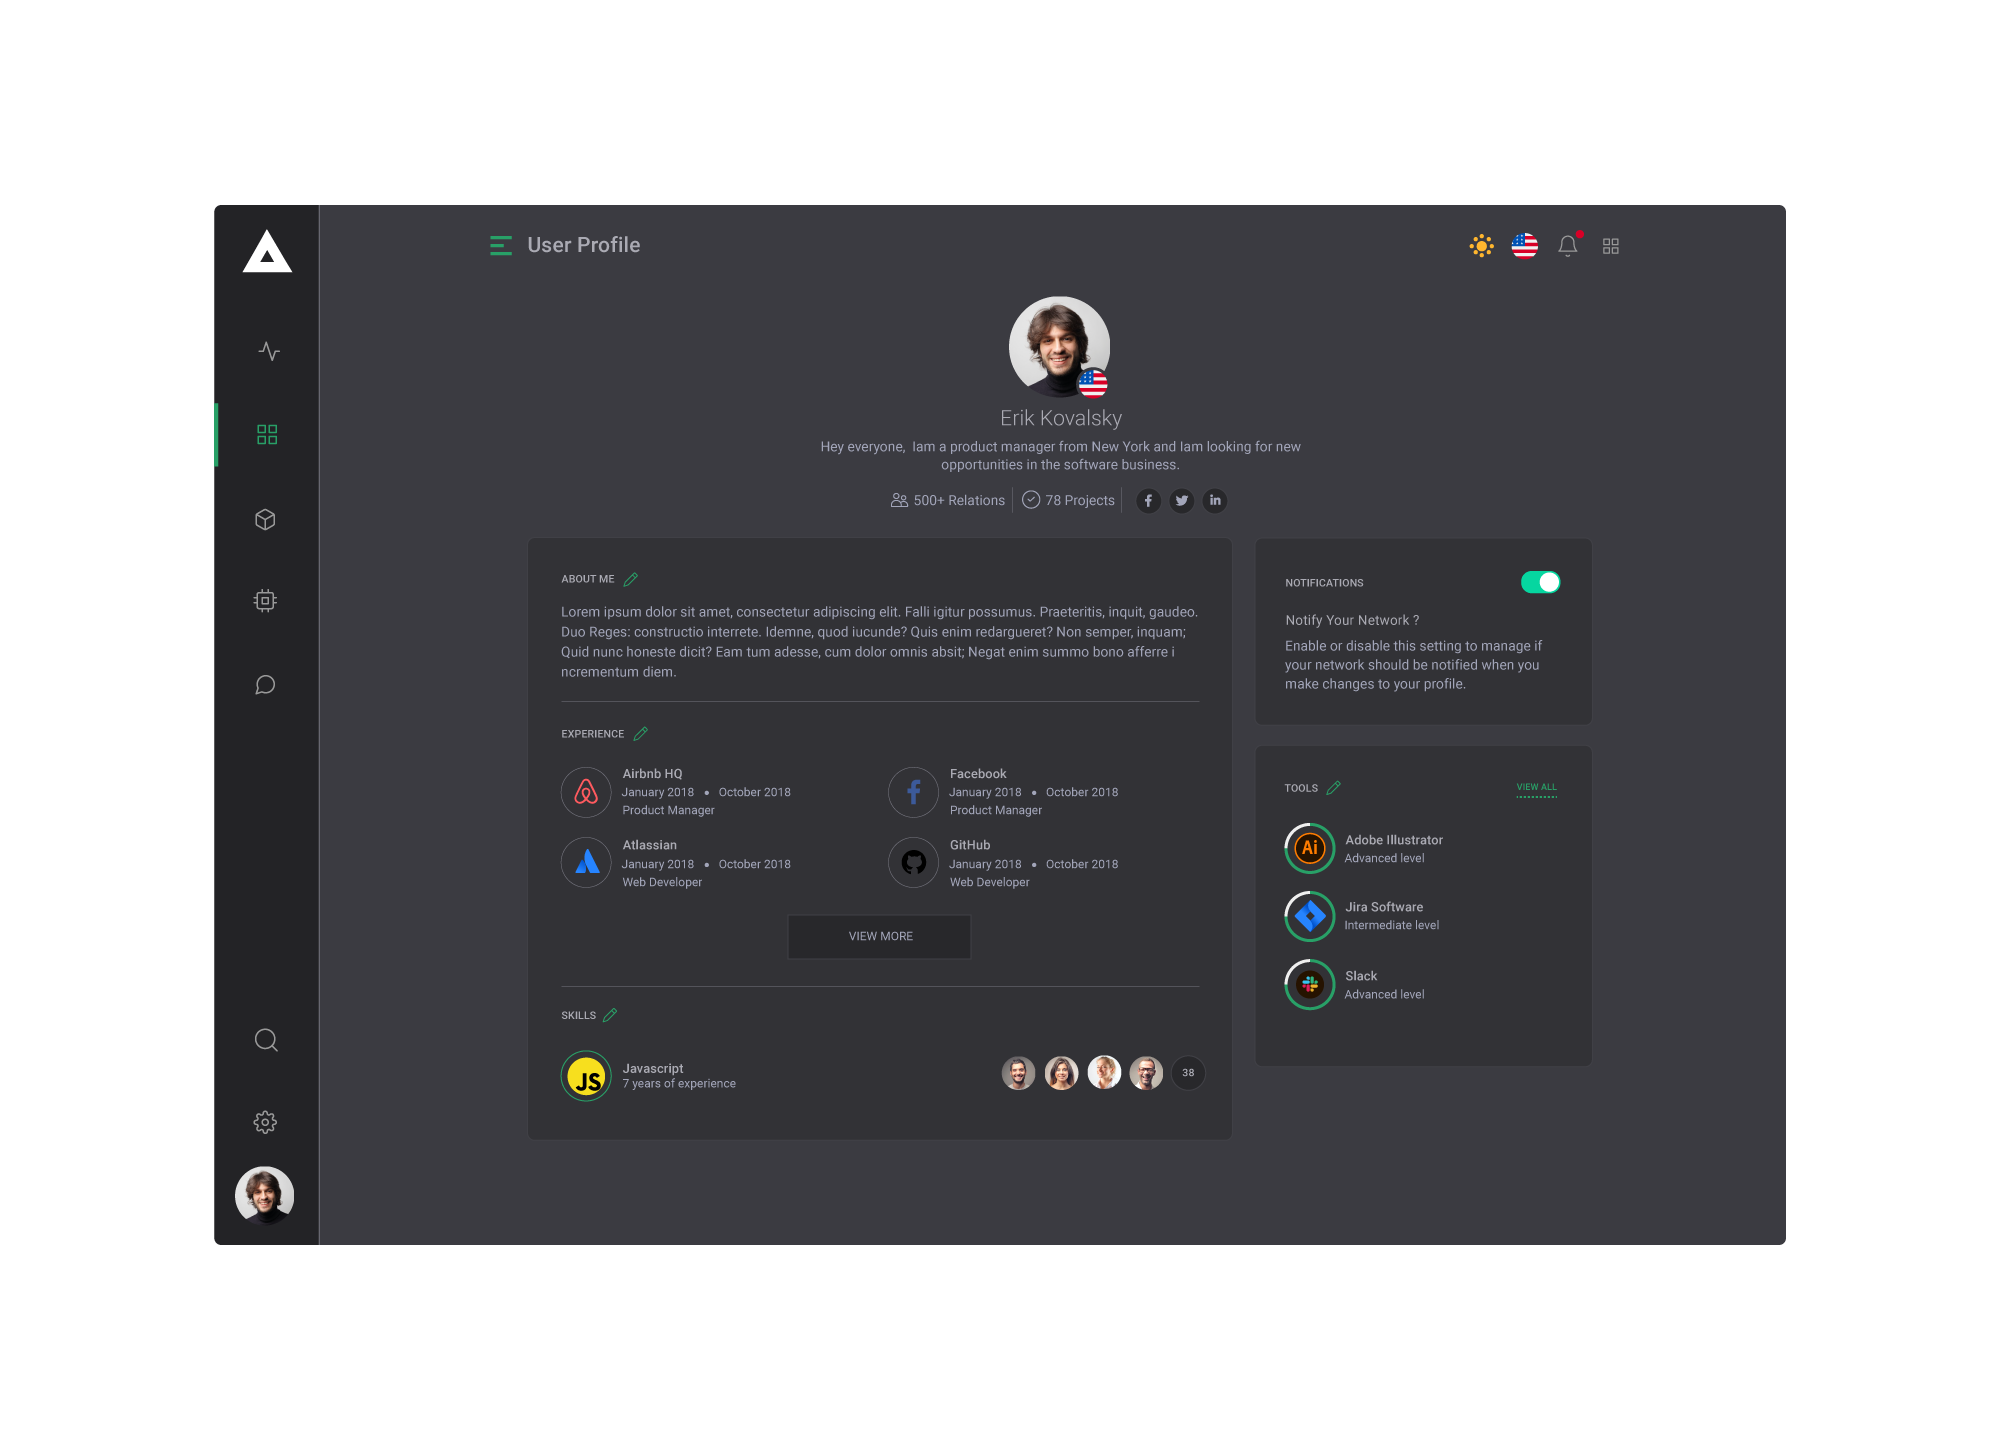 User Profile
Erik Kovalsky
Hey everyone,  Iam a product manager from New York and Iam looking for new
opportunities in the software business.
500+ Relations
78 Projects
f
in
ABOUT ME
Lorem ipsum dolor sit amet, consectetur adipiscing elit. Falli igitur possumus. Praeteritis, inquit, gaudeo.
Duo Reges: constructio interrete. Idemne, quod iucunde? Quis enim redargueret? Non semper, inquam;
Quid nunc honeste dicit? Eam tum adesse, cum dolor omnis absit; Negat enim summo bono afferre i
ncrementum diem.
EXPERIENCE
Airbnb HQ
January 2018 • October 2018
Product Manager
Facebook
January 2018 • October 2018
Product Manager
Atlassian
January 2018 • October 2018
Web Developer
GitHub
January 2018 • October 2018
Web Developer
VIEW MORE
SKILLS
JS
Javascript
7 years of experience
38
NOTIFICATIONS
Notify Your Network ?
Enable or disable this setting to manage if
your network should be notified when you
make changes to your profile.
TOOLS
VIEW ALL
Ai
Adobe Illustrator
Advanced level
Jira Software
Intermediate level
Slack
Advanced level